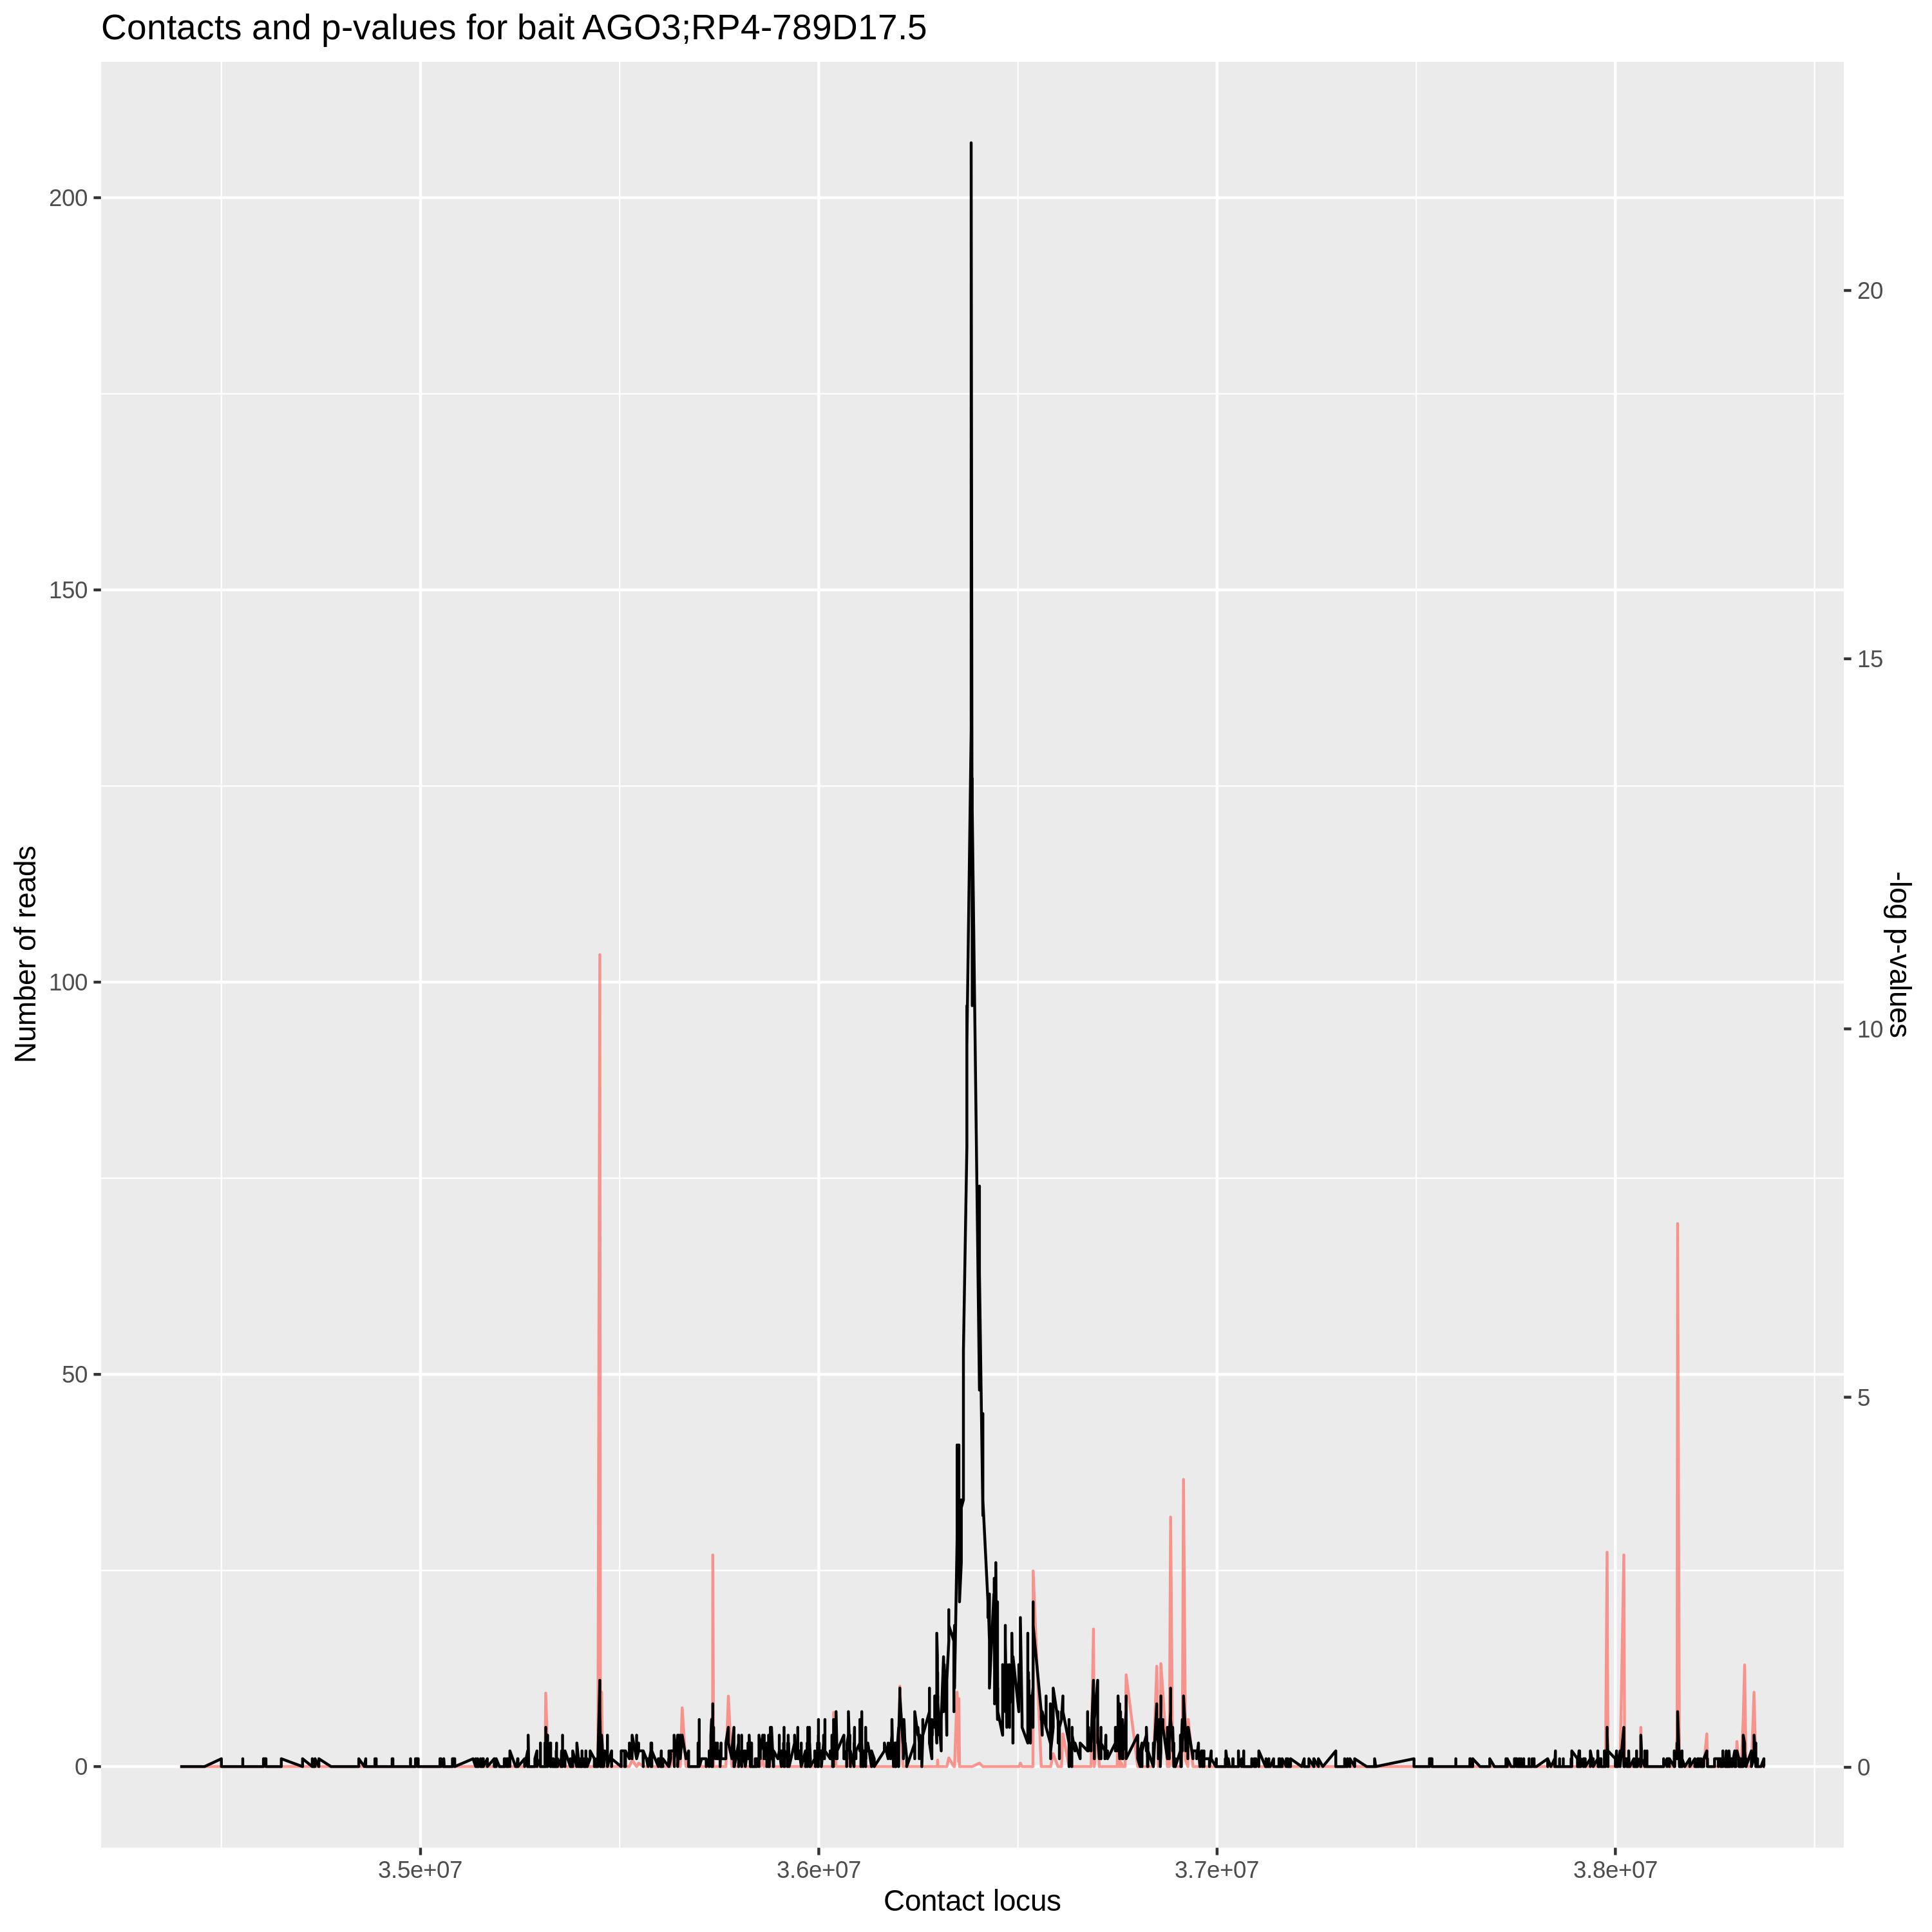 Contacts and p-values for bait AGO3;RP4-789D17.5
Number of reads
200
150
100
50
0
20
15
10
5
0
-log p-values
3.5e+07
3.6e+07
3.7e+07
3.8e+07
Contact locus